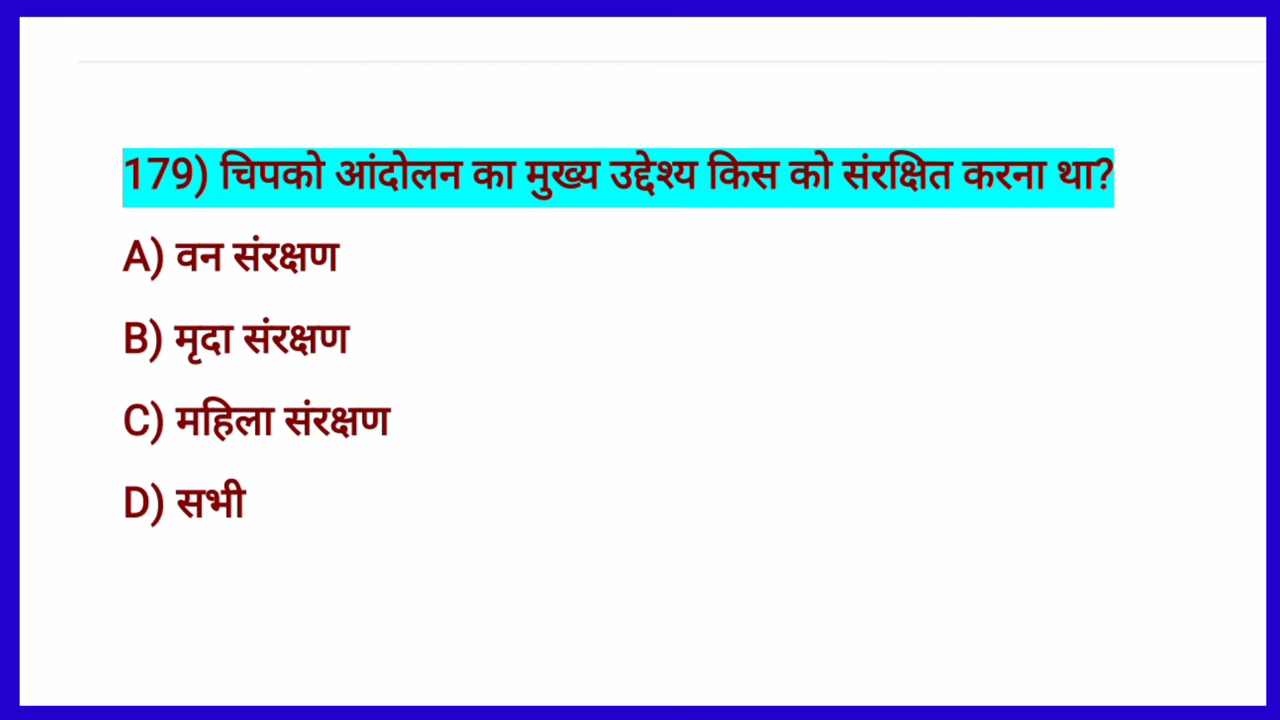 179) चिपको आंदोलन का मुख्य उद्देश्य किस को संरक्षित करना था?
A) वन संरक्षण
B) मृदा संरक्षण
C) महिला संरक्षण
D) सभी